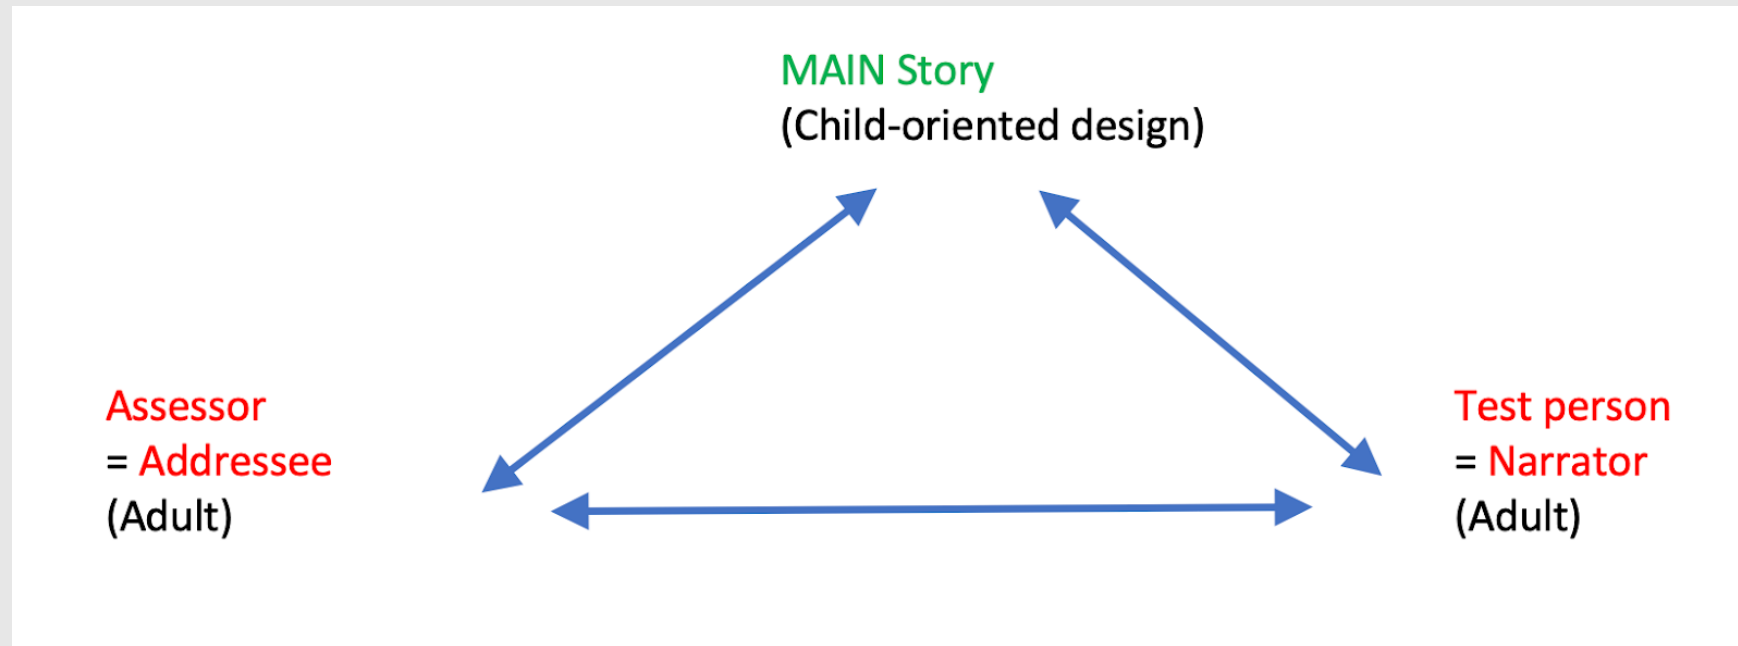 MAIN Story
(Child-oriented design)
Assessor
= Addressee
(Adult)
Test person
= Narrator
(Adult)